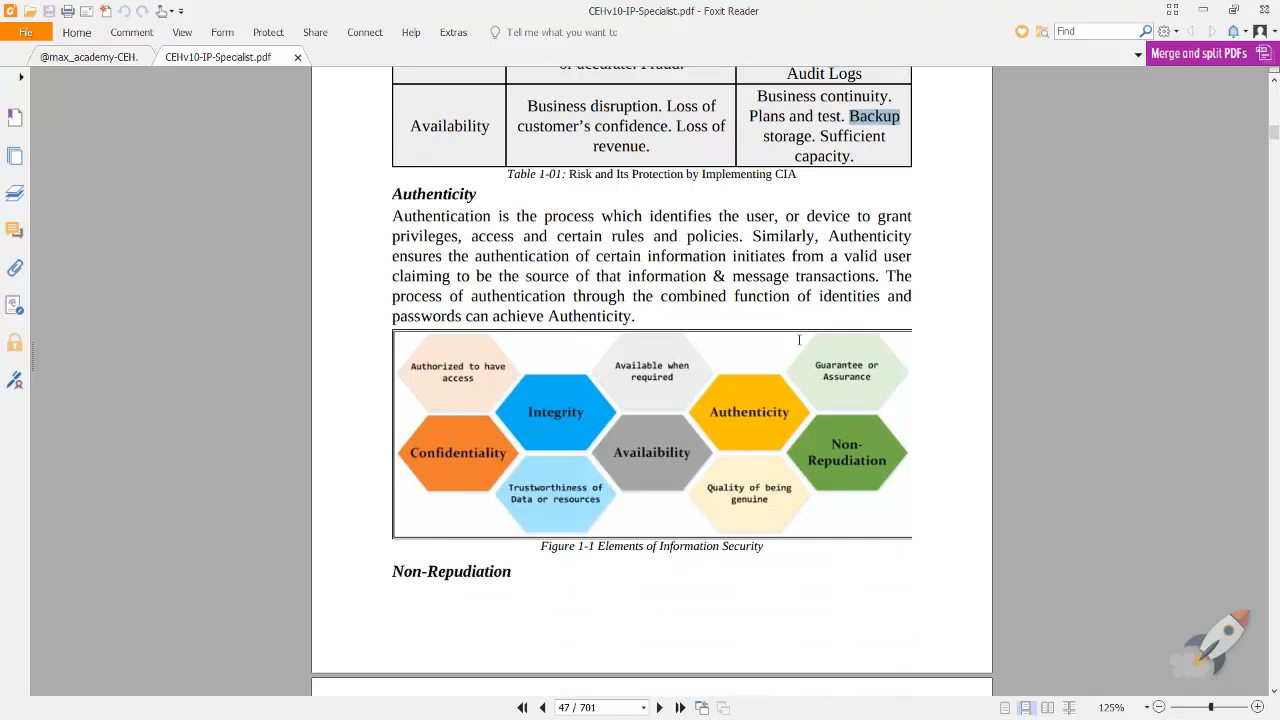 CEHv10-IP-Specialist.pdf - Foxit Reader
File Home Comment View Form Protect Share Connect Help Extras Tell me what you want to Find
@max_academy-CEH. CEHv10-IP-Specialist.pdf Merge and split PDFs
accurate. Fraud.
Audit Logs
Availability
Business disruption. Loss of
customer's confidence. Loss of
revenue.
Business continuity.
Plans and test. Backup
storage. Sufficient
capacity.
Table 1-01: Risk and Its Protection by Implementing CIA
Authenticity
Authentication is the process which identifies the user, or device to grant
privileges, access and certain rules and policies. Similarly, Authenticity
ensures the authentication of certain information initiates from a valid user
claiming to be the source of that information & message transactions. The
process of authentication through the combined function of identities and
passwords can achieve Authenticity.
Authorized to have
access
Confidentiality
Integrity
Trustworthiness of
Data or resources
Available when
required
Availaibility
Authenticity
Quality of being
genuine
Guarantee or
Assurance
Non-
Repudiation
Figure 1-1 Elements of Information Security
Non-Repudiation
47 / 701
125%